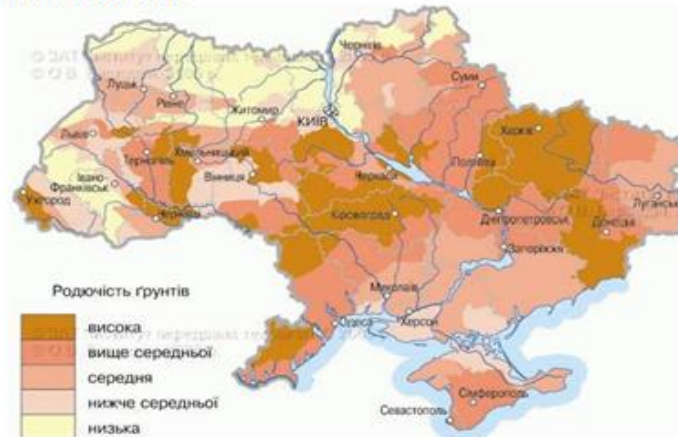 Чернігів
Луцьк
Рівне
Суми
Житомир
КИЇВ
Харків
Львів
Тернопіль
Хмельницький
Полтава
Івано
Франківськ
Вінниця
Черкаси
Луганськ
Ужгород
Чернівці
Кіровоград
Дніпропетровськ
Донецьк
Запоріжжя
Родючість ґрунтів
Миколаїв
висока
Одеса
Херсон
вище середньої
середня
Сімферополь
нижче середньої
Севастополь
низька